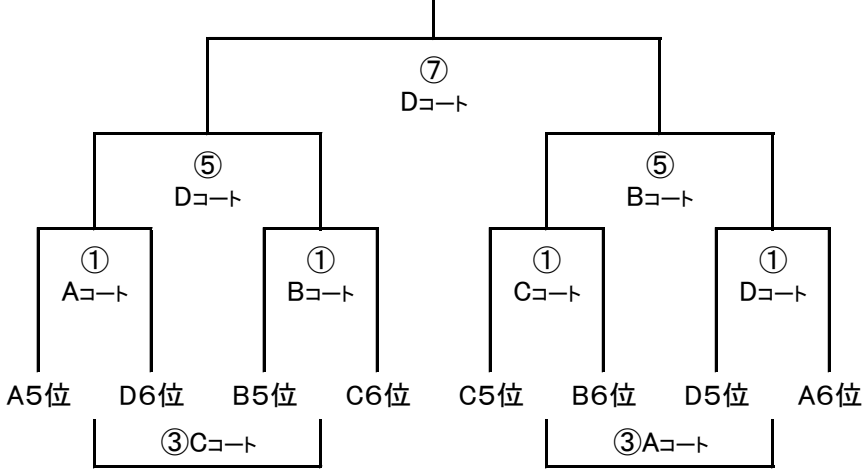 ⑦
Dコート
⑤
Dコート
⑤
Bコート
①
Aコート
①
Bコート
①
Cコート
①
Dコート
A5位 D6位 B5位 C6位 C5位 B6位 D5位 A6位
③Cコート ③Aコート